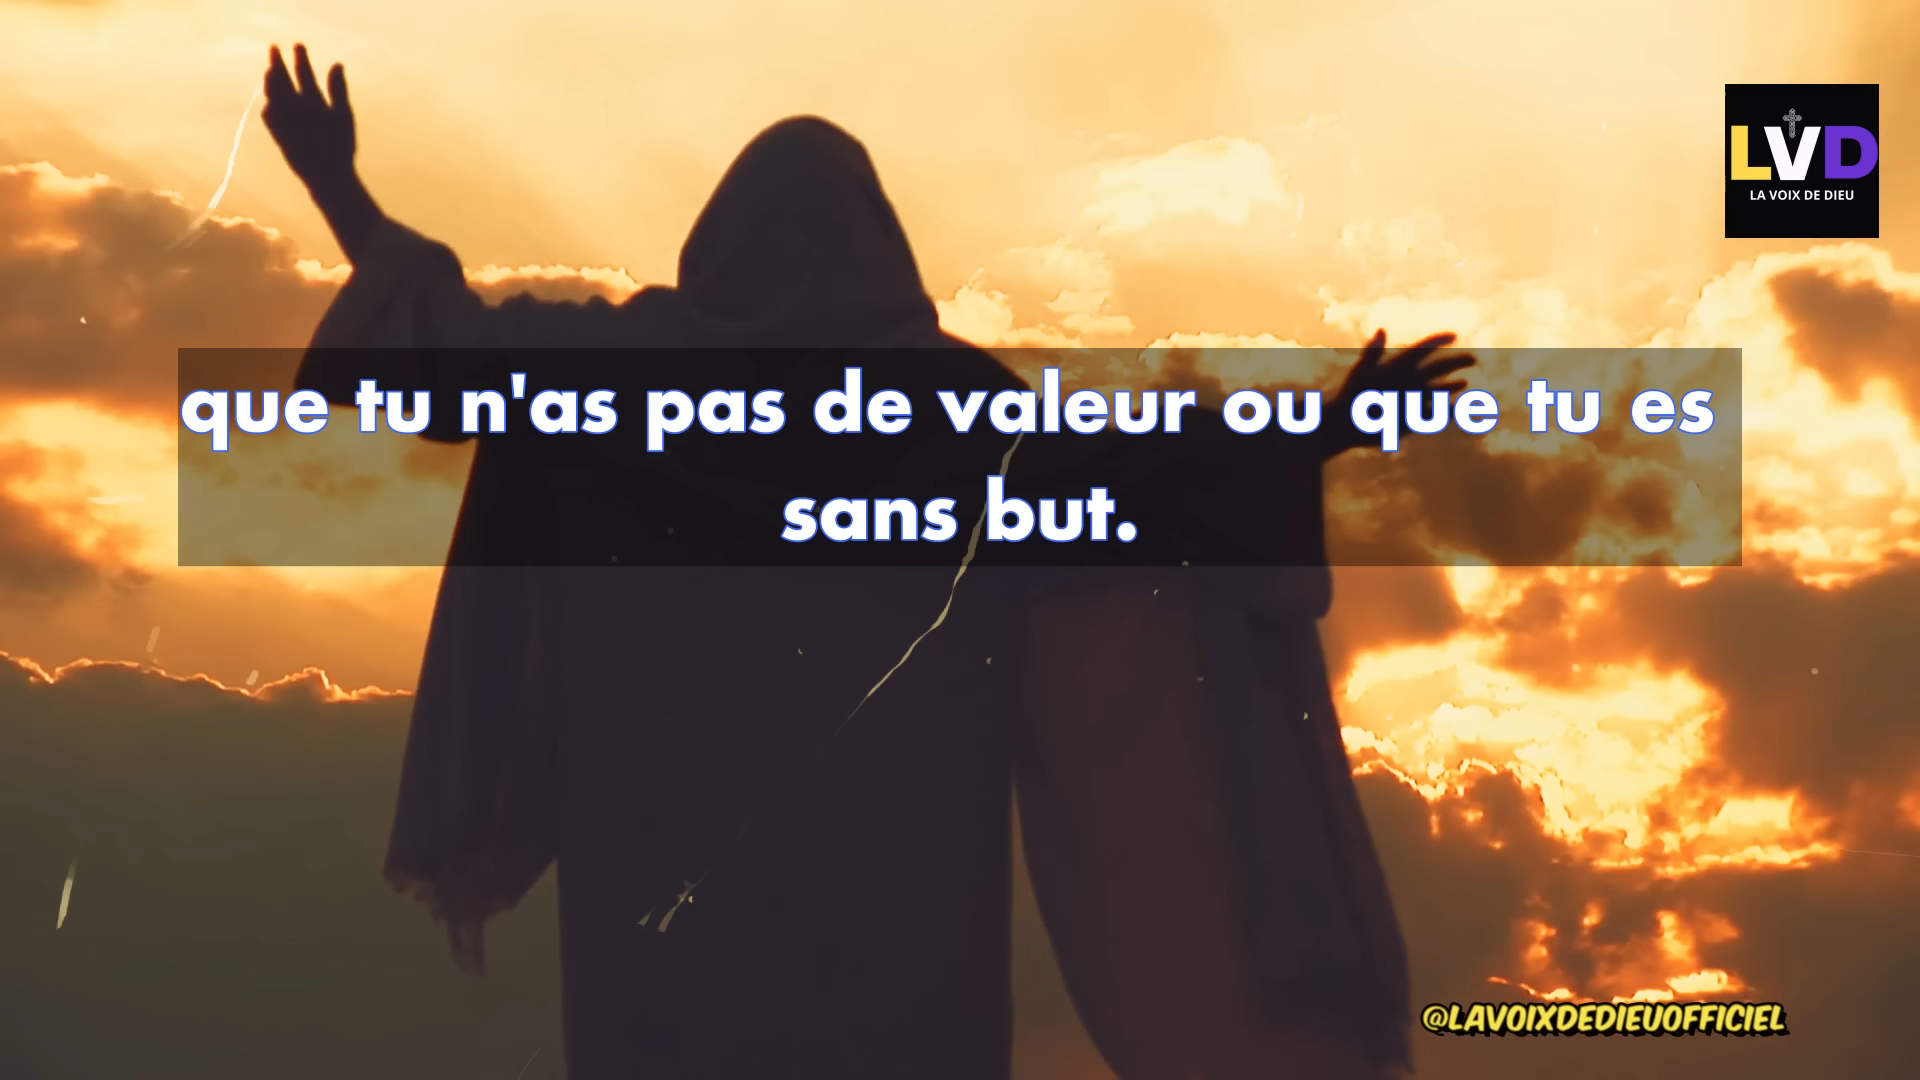 LVD
LA VOIX DE DIEU
que tu n'as pas de valeur ou que tu es
sans but.
@LAVOIXDEDIEUOFFICIEL